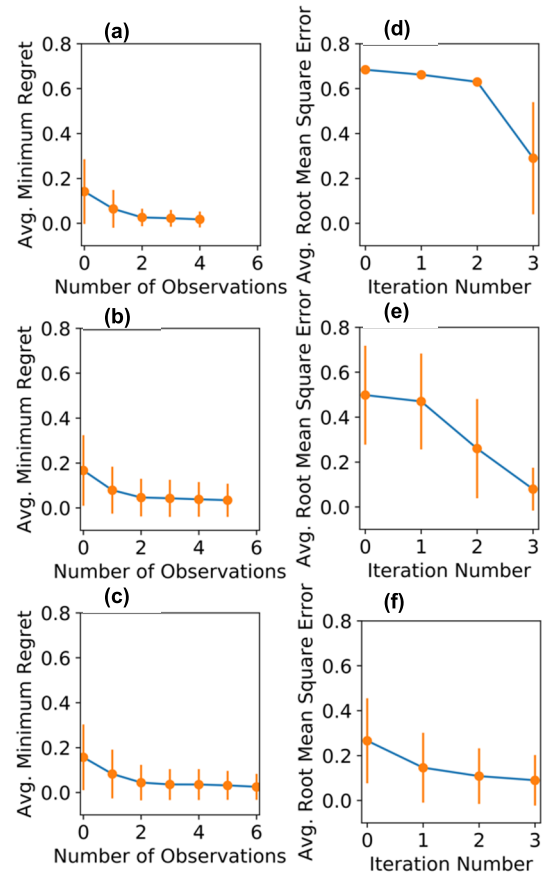 (a)
Avg. Minimum Regret
0.8
0.6
0.4
0.2
0.0
0 2 4 6
Number of Observations
(d)
Avg. Root Mean Square Error
0.8
0.6
0.4
0.2
0.0
0 1 2 3
Iteration Number
(b)
Avg. Minimum Regret
0.8
0.6
0.4
0.2
0.0
0 2 4 6
Number of Observations
(e)
Avg. Root Mean Square Error
0.8
0.6
0.4
0.2
0.0
0 1 2 3
Iteration Number
(c)
Avg. Minimum Regret
0.8
0.6
0.4
0.2
0.0
0 2 4 6
Number of Observations
(f)
Avg. Root Mean Square Error
0.8
0.6
0.4
0.2
0.0
0 1 2 3
Iteration Number